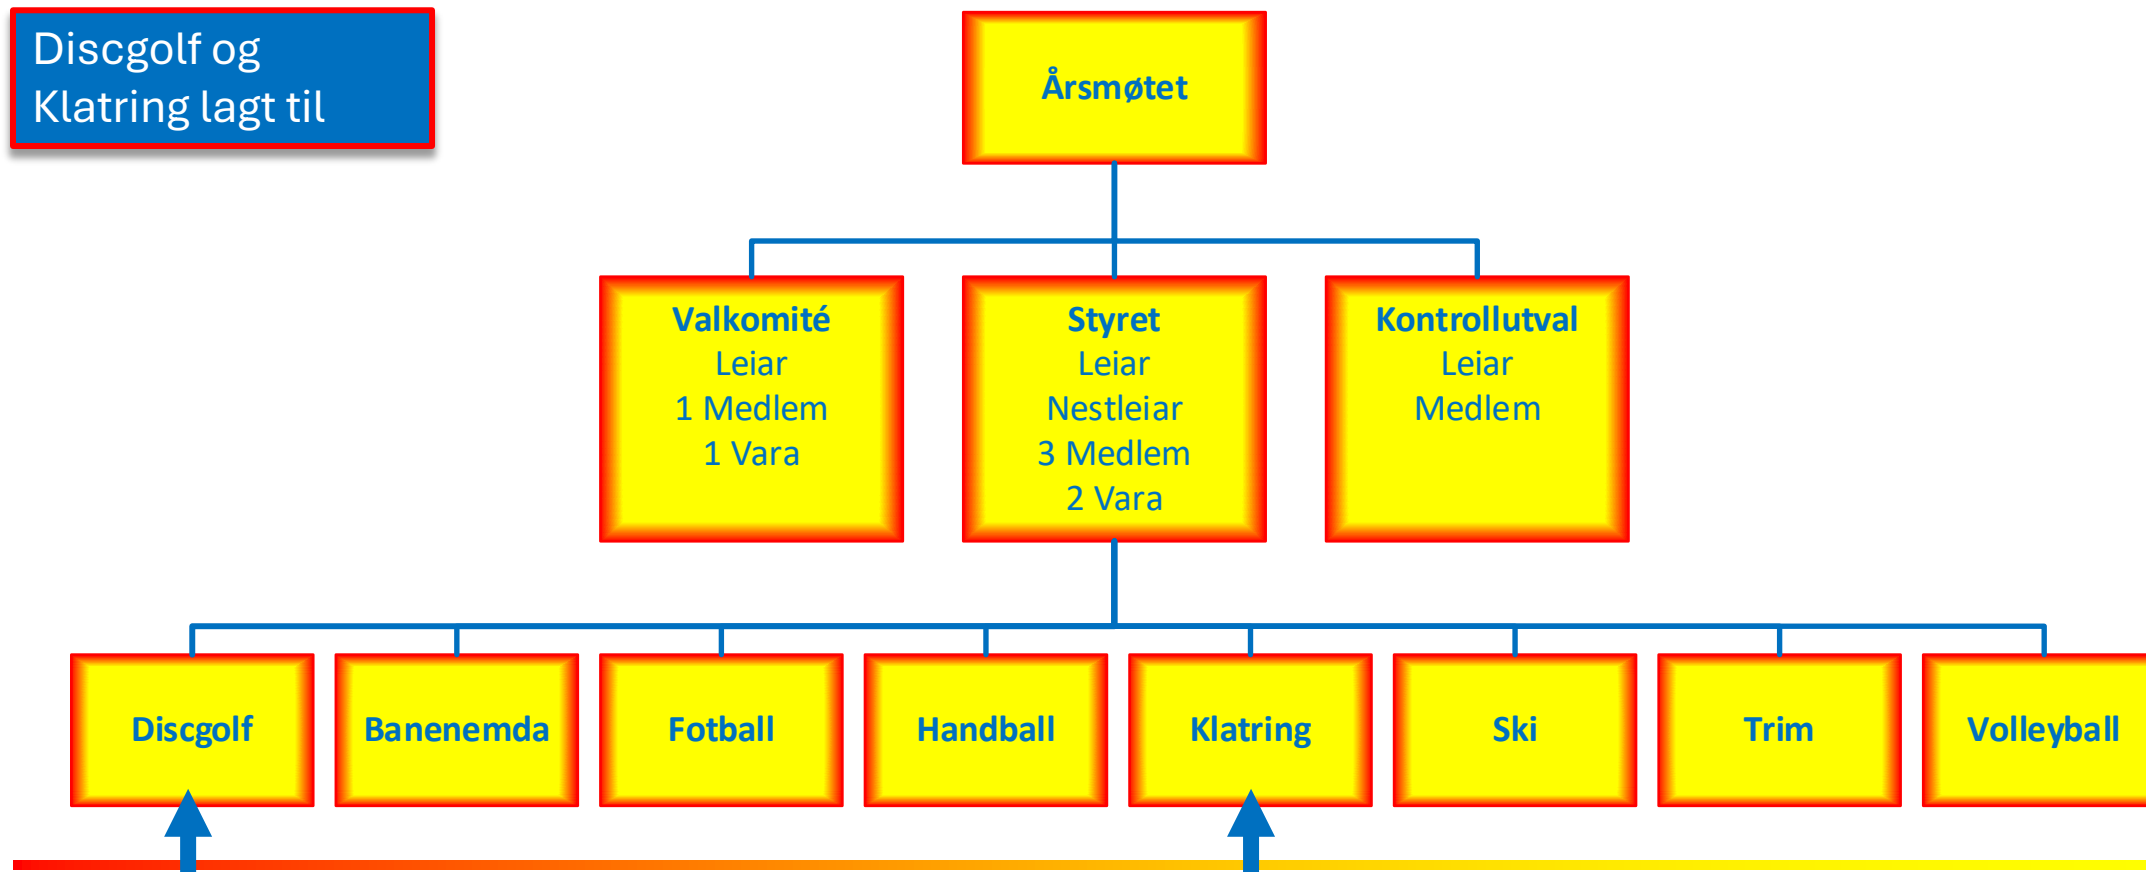 Discgolf og
Klatring lagt til
Årsmøtet
Valkomité
Leiar
1 Medlem
1 Vara
Styret
Leiar
Nestleiar
3 Medlem
2 Vara
Kontrollutval
Leiar
Medlem
Discgolf
Banenemda
Fotball
Handball
Klatring
Ski
Trim
Volleyball